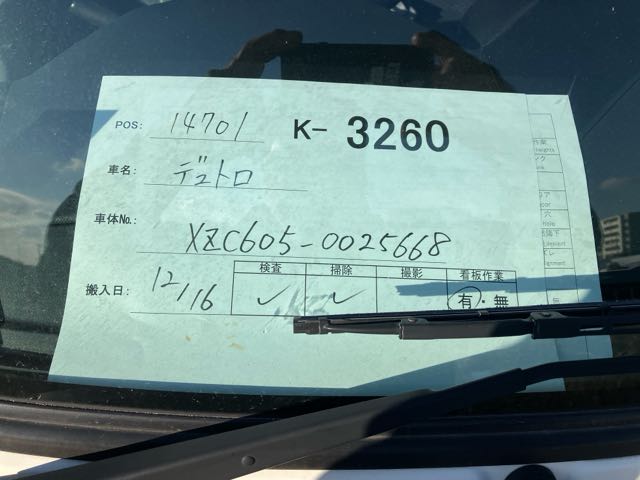 POS: 14701 K- 3260
車名: デュトロ
車体No. XZC605-0025668
搬入日: 12/16
検査 掃除 撮影 看板作業
✓ ✓ 有・無